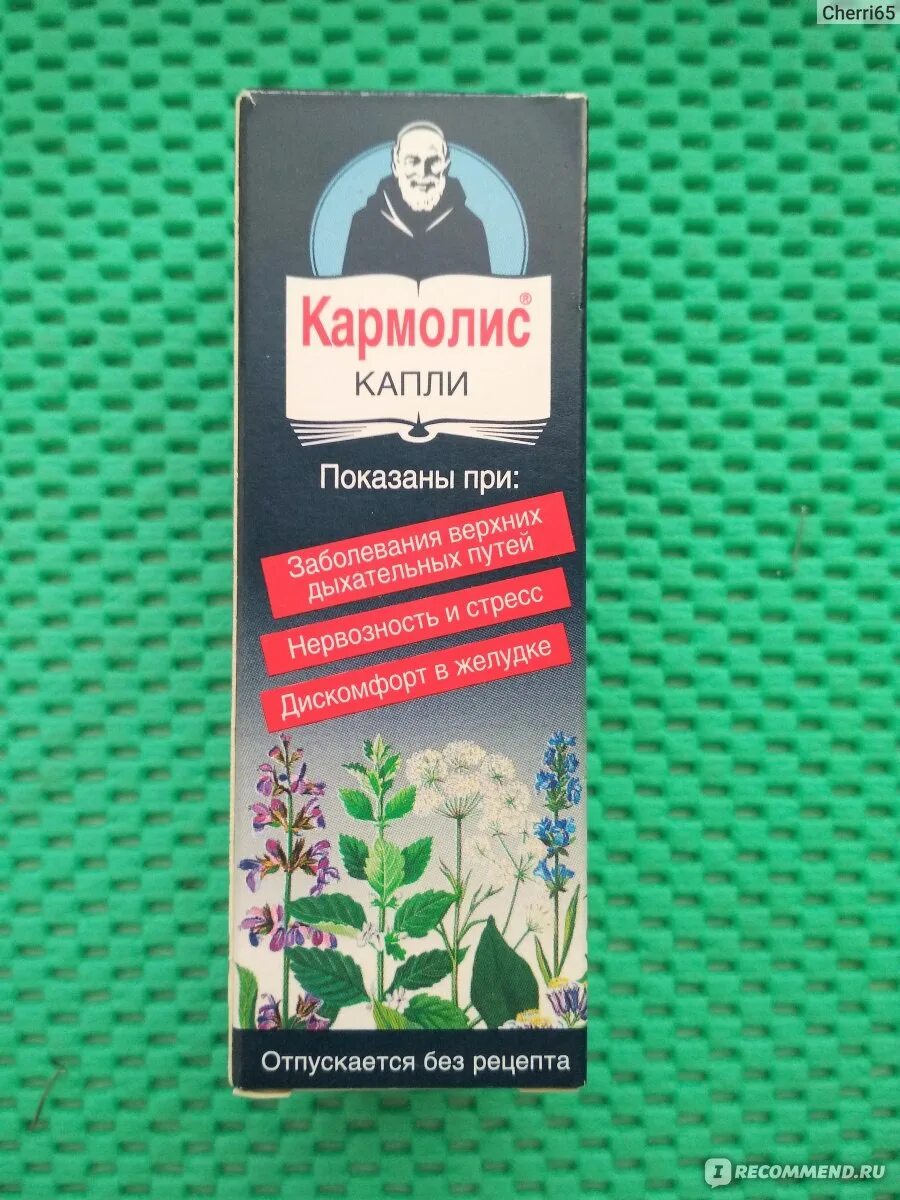 Cherri65
Кармолис®
КАПЛИ
Показаны при:
Заболевания верхних
дыхательных путей
Нервозность и стресс
Дискомфорт в желудке
Отпускается без рецепта
I RECOMMEND.RU